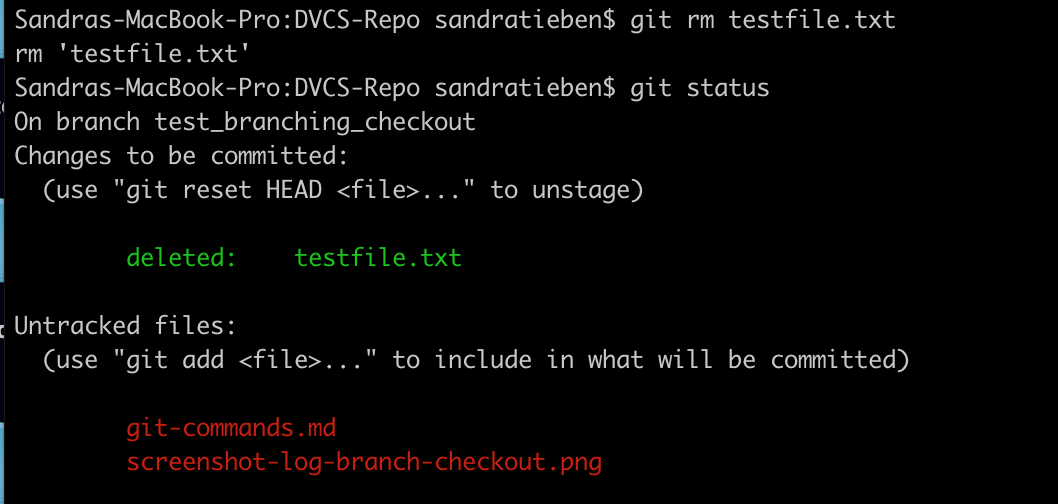 Sandras-MacBook-Pro:DVCS-Repo sandratieben$ git rm testfile.txt
rm 'testfile.txt'
Sandras-MacBook-Pro:DVCS-Repo sandratieben$ git status
On branch test_branching_checkout
Changes to be committed:
  (use "git reset HEAD <file>..." to unstage)

        deleted:    testfile.txt

Untracked files:
  (use "git add <file>..." to include in what will be committed)

        git-commands.md
        screenshot-log-branch-checkout.png